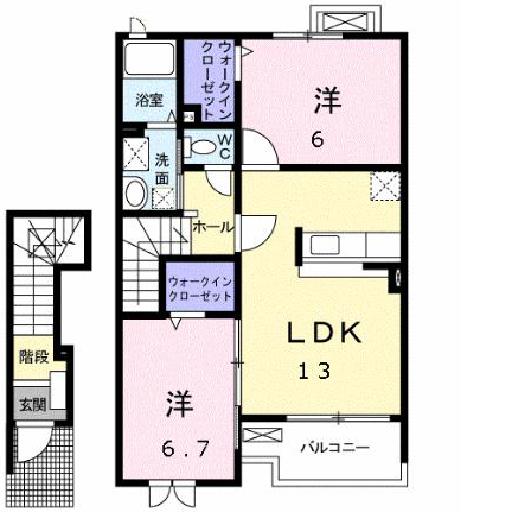 ウォークイン
クローゼット
浴室
洋
6
WC
洗面
ホール
ウォークイン
クローゼット
LDK
13
階段
洋
6.7
玄関
バルコニー